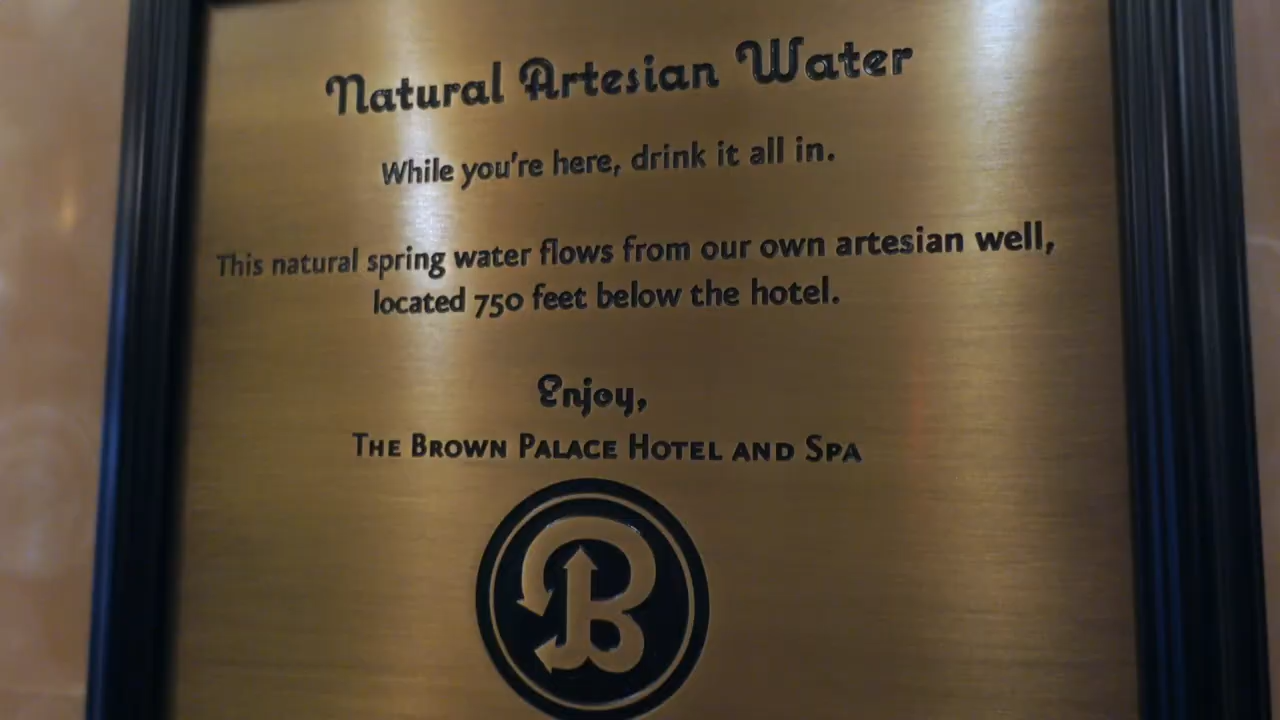 Natural Artesian Water
While you're here, drink it all in.
This natural spring water flows from our own artesian well,
located 750 feet below the hotel.
Enjoy,
THE BROWN PALACE HOTEL AND SPA
B